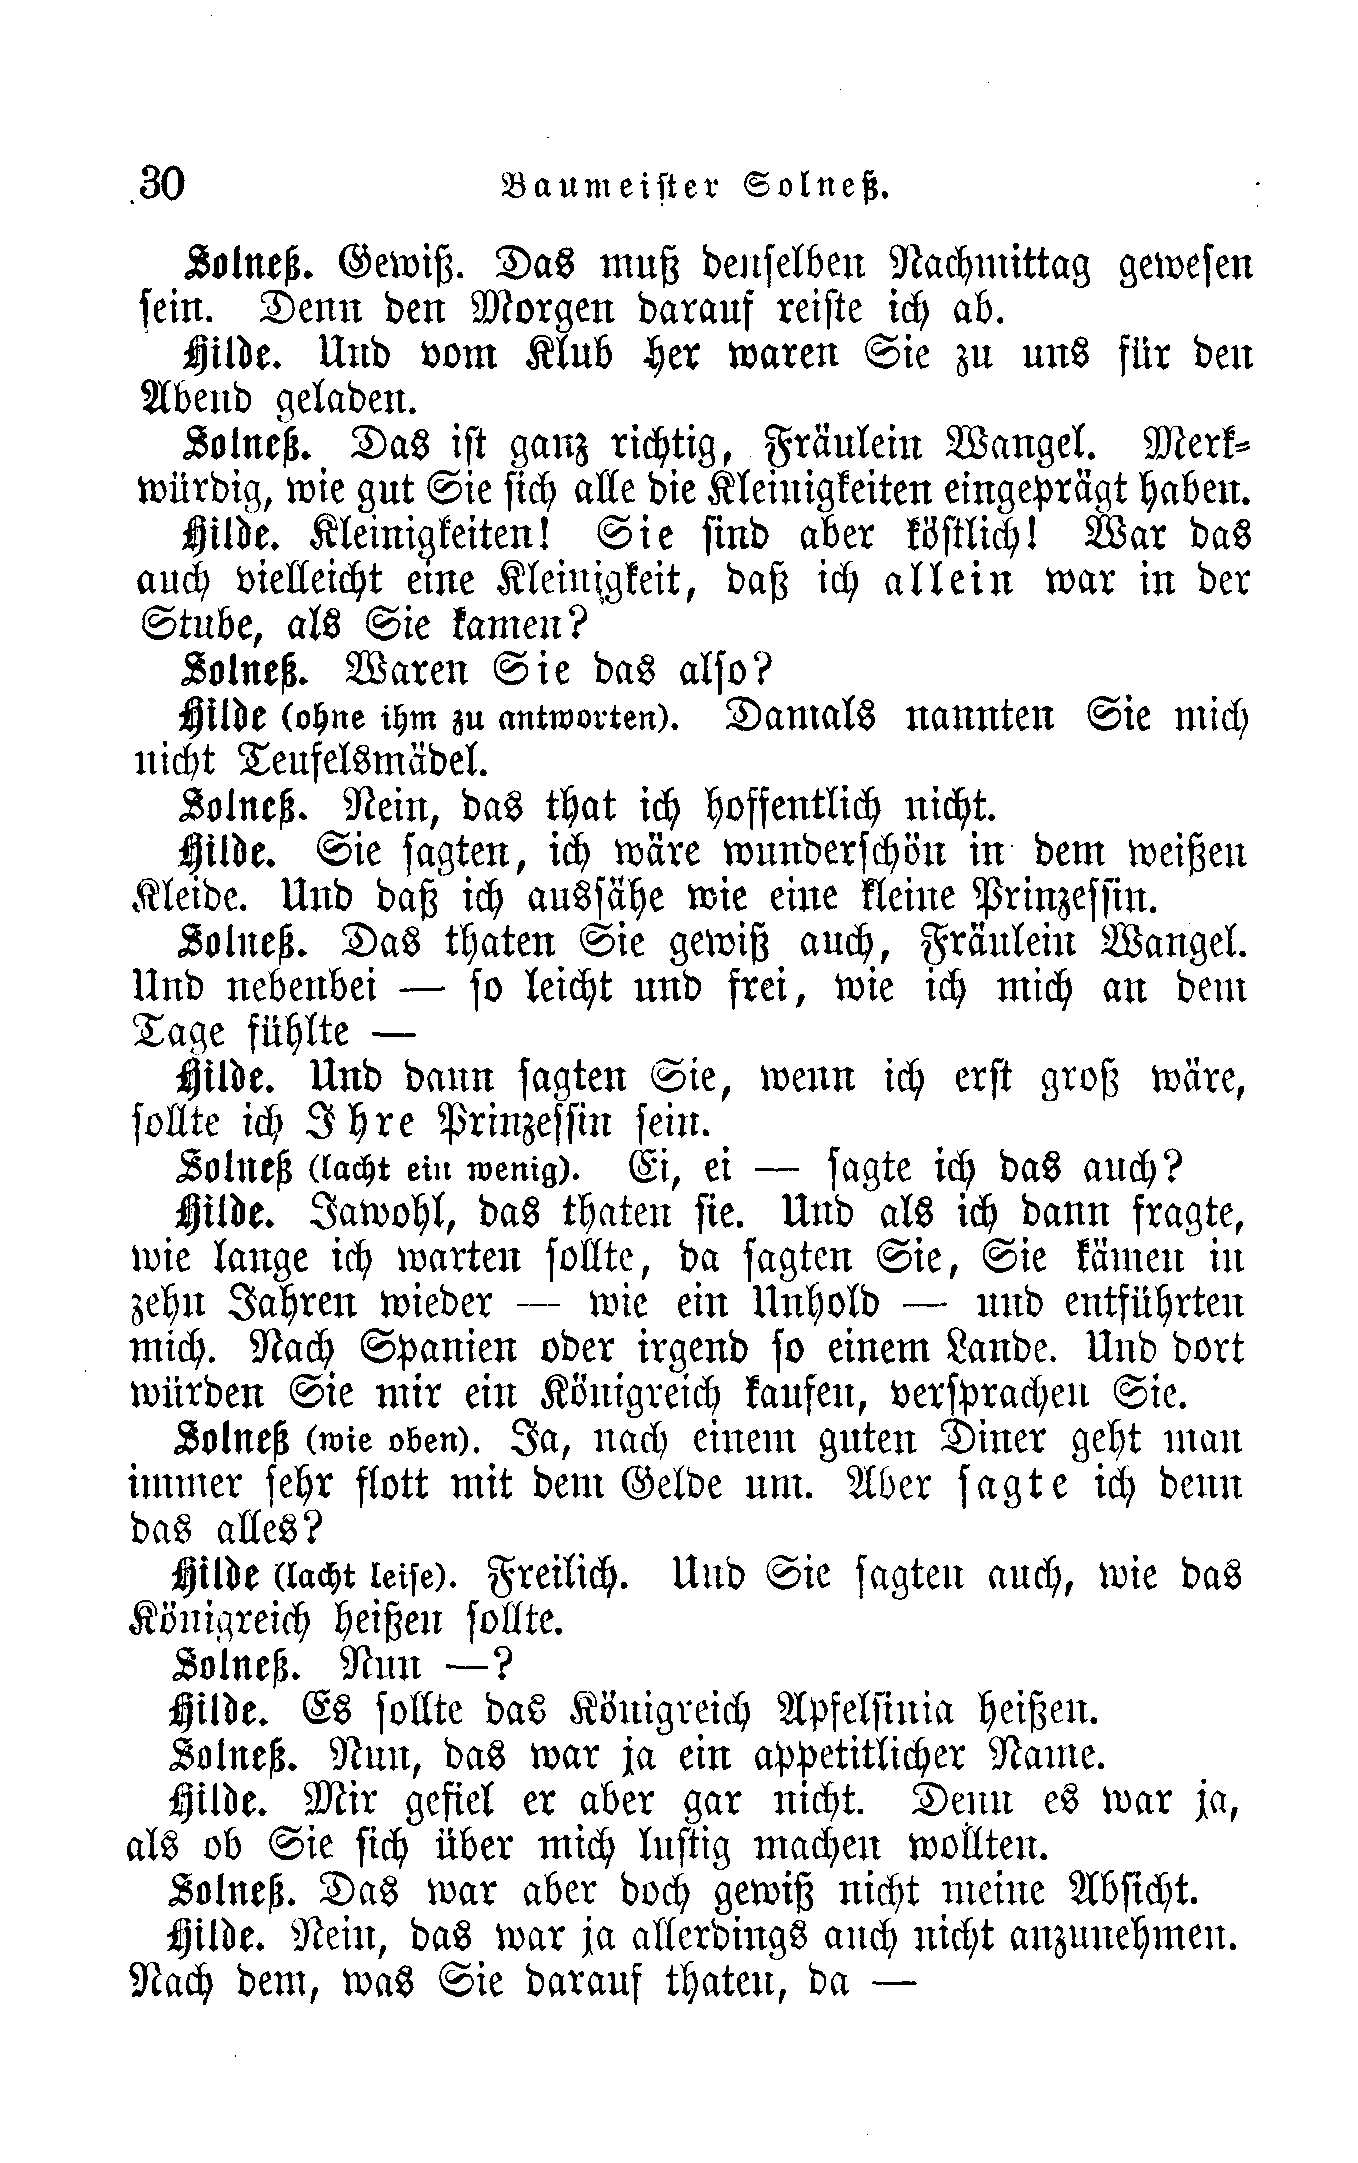 30 Baumeister Solneß.
Solneß. Gewiß. Das muß denselben Nachmittag gewesen
sein. Denn den Morgen darauf reiste ich ab.
Hilde. Und vom Klub her waren Sie zu uns für den
Abend geladen.
Solneß. Das ist ganz richtig, Fräulein Wangel. Merk-
würdig, wie gut Sie sich alle die Kleinigkeiten eingeprägt haben.
Hilde. Kleinigkeiten! Sie sind aber köstlich! War das
auch vielleicht eine Kleinigkeit, daß ich allein war in der
Stube, als Sie kamen?
Solneß. Waren Sie das also?
Hilde (ohne ihm zu antworten). Damals nannten Sie mich
nicht Teufelsmädel.
Solneß. Nein, das that ich hoffentlich nicht.
Hilde. Sie sagten, ich wäre wunderschön in dem weißen
Kleide. Und daß ich aussähe wie eine kleine Prinzessin.
Solneß. Das thaten Sie gewiß auch, Fräulein Wangel.
Und nebenbei — so leicht und frei, wie ich mich an dem
Tage fühlte —
Hilde. Und dann sagten Sie, wenn ich erst groß wäre,
sollte ich Ihre Prinzessin sein.
Solneß (lacht ein wenig). Ei, ei — sagte ich das auch?
Hilde. Jawohl, das thaten sie. Und als ich dann fragte,
wie lange ich warten sollte, da sagten Sie, Sie kämen in
zehn Jahren wieder — wie ein Unhold — und entführten
mich. Nach Spanien oder irgend so einem Lande. Und dort
würden Sie mir ein Königreich kaufen, versprachen Sie.
Solneß (wie oben). Ja, nach einem guten Diner geht man
immer sehr flott mit dem Gelde um. Aber sagte ich denn
das alles?
Hilde (lacht leise). Freilich. Und Sie sagten auch, wie das
Königreich heißen sollte.
Solneß. Nun —?
Hilde. Es sollte das Königreich Apfelsinia heißen.
Solneß. Nun, das war ja ein appetitlicher Name.
Hilde. Mir gefiel er aber gar nicht. Denn es war ja,
als ob Sie sich über mich lustig machen wollten.
Solneß. Das war aber doch gewiß nicht meine Absicht.
Hilde. Nein, das war ja allerdings auch nicht anzunehmen.
Nach dem, was Sie darauf thaten, da —